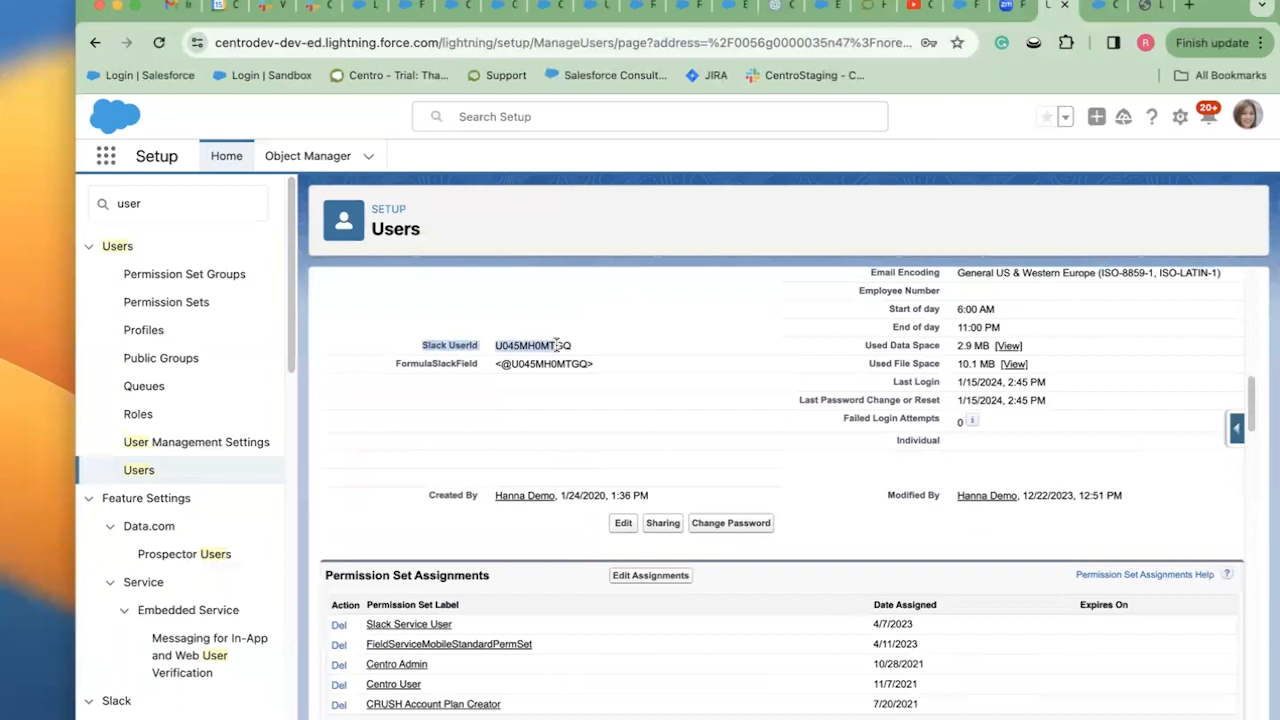 centrodev-dev-ed.lightning.force.com/lightning/setup/ManageUsers/page?address=%2F0056g0000035n47%3Fnore...
R
Finish update
Login | Salesforce
Login | Sandbox
Centro - Trial: Tha...
Support
Salesforce Consult...
JIRA
CentroStaging - C...
All Bookmarks
Search Setup
20+
Setup
Home
Object Manager
user
SETUP
Users
Users
Permission Set Groups
Permission Sets
Profiles
Public Groups
Queues
Roles
User Management Settings
Users
Feature Settings
Data.com
Prospector Users
Service
Embedded Service
Messaging for In-App
and Web User
Verification
Slack
Email Encoding General US & Western Europe (ISO-8859-1, ISO-LATIN-1)
Employee Number
Start of day 6:00 AM
End of day 11:00 PM
Slack UserId U045MH0MTGQ Used Data Space 2.9 MB [View]
FormulaSlackField <@U045MH0MTGQ> Used File Space 10.1 MB [View]
Last Login 1/15/2024, 2:45 PM
Last Password Change or Reset 1/15/2024, 2:45 PM
Failed Login Attempts 0 i
Individual
Created By Hanna Demo, 1/24/2020, 1:36 PM Modified By Hanna Demo, 12/22/2023, 12:51 PM
Edit Sharing Change Password
Permission Set Assignments Edit Assignments Permission Set Assignments Help ?
Action Permission Set Label Date Assigned Expires On
Del Slack Service User 4/7/2023
Del FieldServiceMobileStandardPermSet 4/11/2023
Del Centro Admin 10/28/2021
Del Centro User 11/7/2021
Del CRUSH Account Plan Creator 7/20/2021